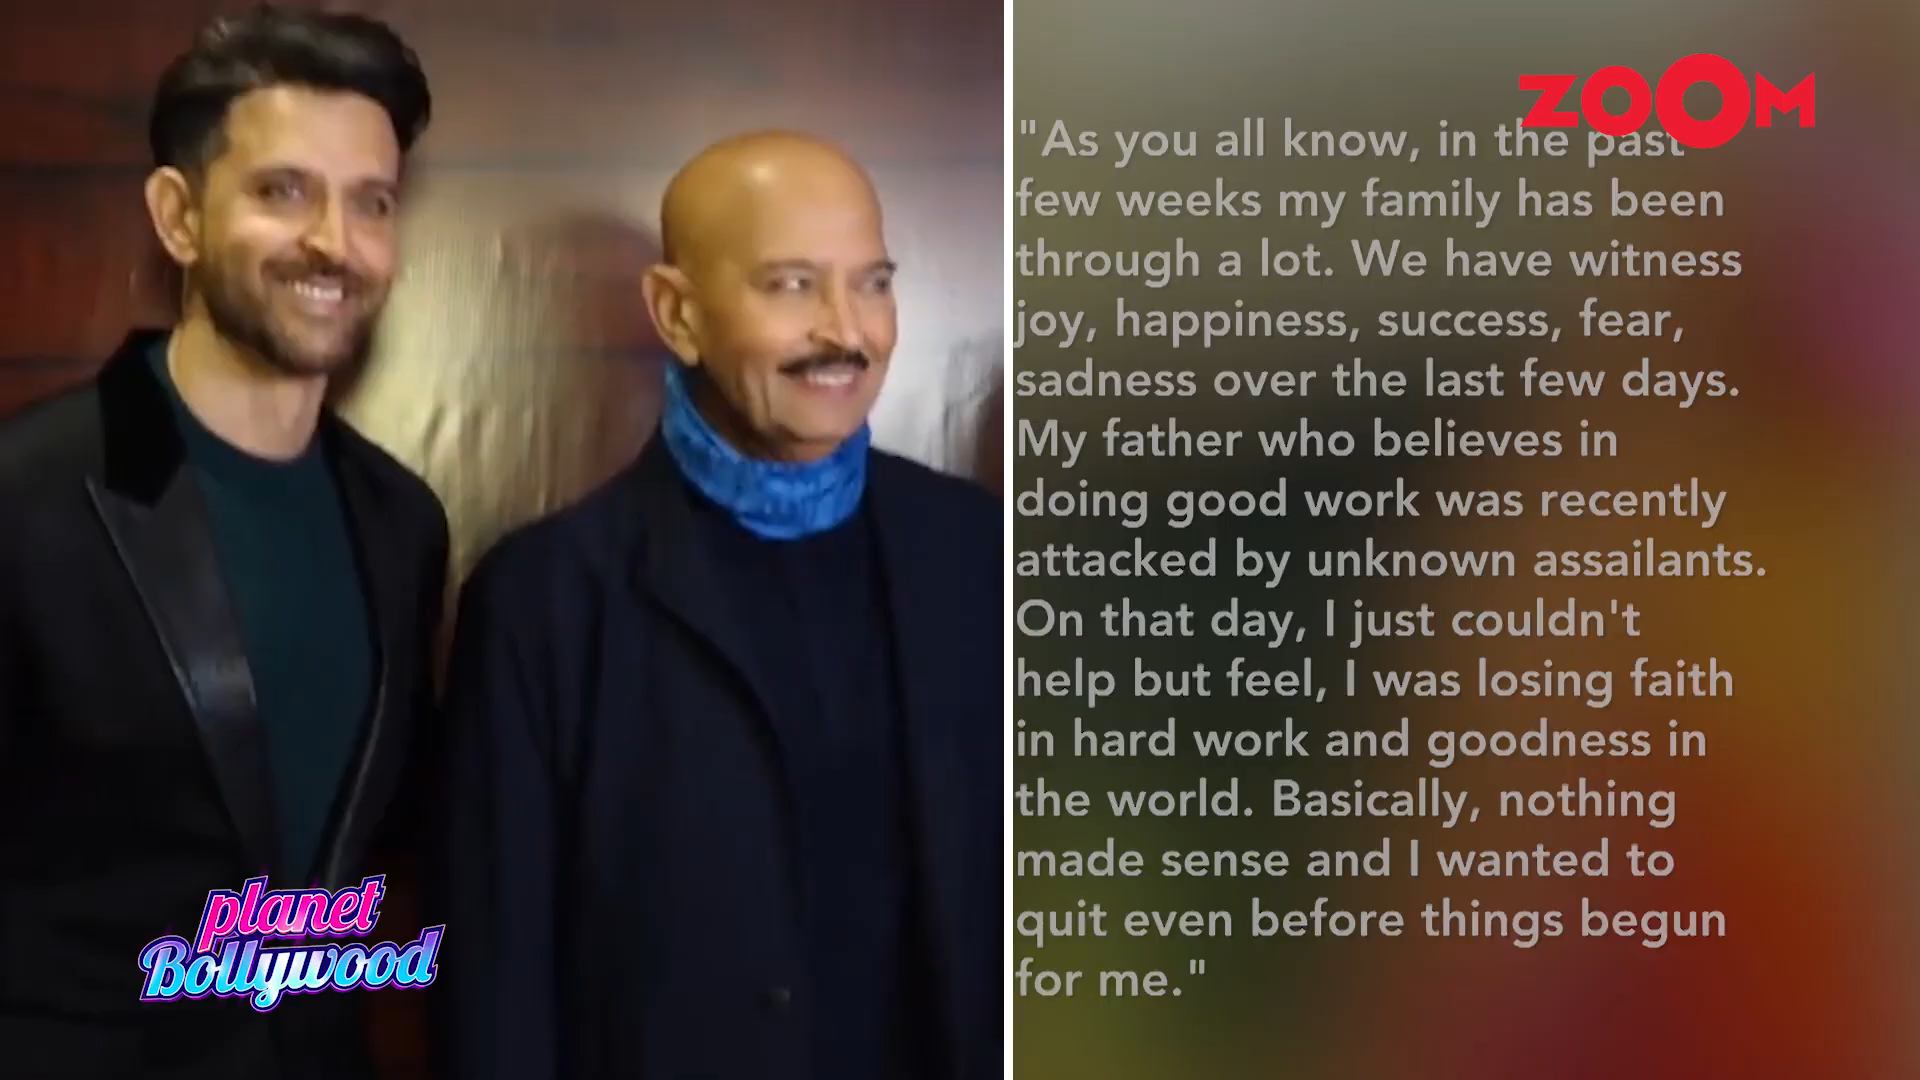 ZOOM
"As you all know, in the past
few weeks my family has been
through a lot. We have witness
joy, happiness, success, fear,
sadness over the last few days.
My father who believes in
doing good work was recently
attacked by unknown assailants.
On that day, I just couldn't
help but feel, I was losing faith
in hard work and goodness in
the world. Basically, nothing
made sense and I wanted to
quit even before things begun
for me."
planet
Bollywood